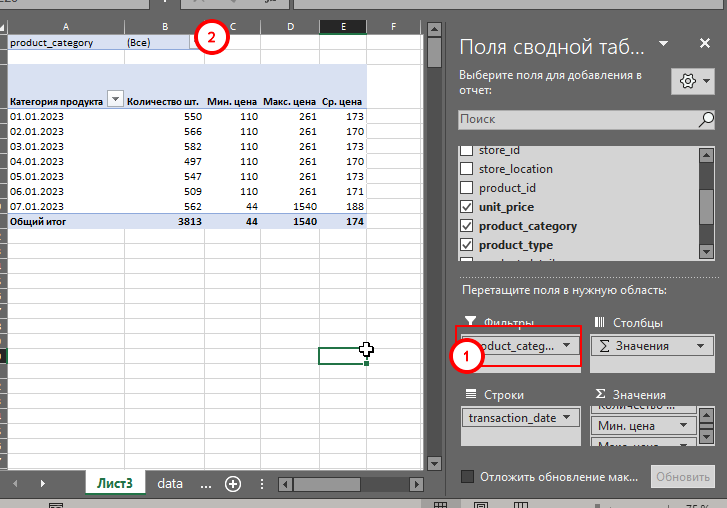 A B C D E F
product_category (Все) 2
Категория продукта Количество шт. Мин. цена Макс. цена Ср. цена
01.01.2023 550 110 261 173
02.01.2023 566 110 261 170
03.01.2023 582 110 261 173
04.01.2023 497 110 261 170
05.01.2023 547 110 261 173
06.01.2023 509 110 261 171
07.01.2023 562 44 1540 188
Общий итог 3813 44 1540 174
Лист3 data ...
Поля сводной таб...
Выберите поля для добавления в
отчет:
Поиск
store_id
store_location
product_id
unit_price
product_category
product_type
Перетащите поля в нужную область:
Фильтры
Столбцы
1
oduct_categ...
Σ Значения
Строки
Σ Значения
transaction_date
Количество ...
Мин. цена
Макс. цена
Отложить обновление мак...
Обновить